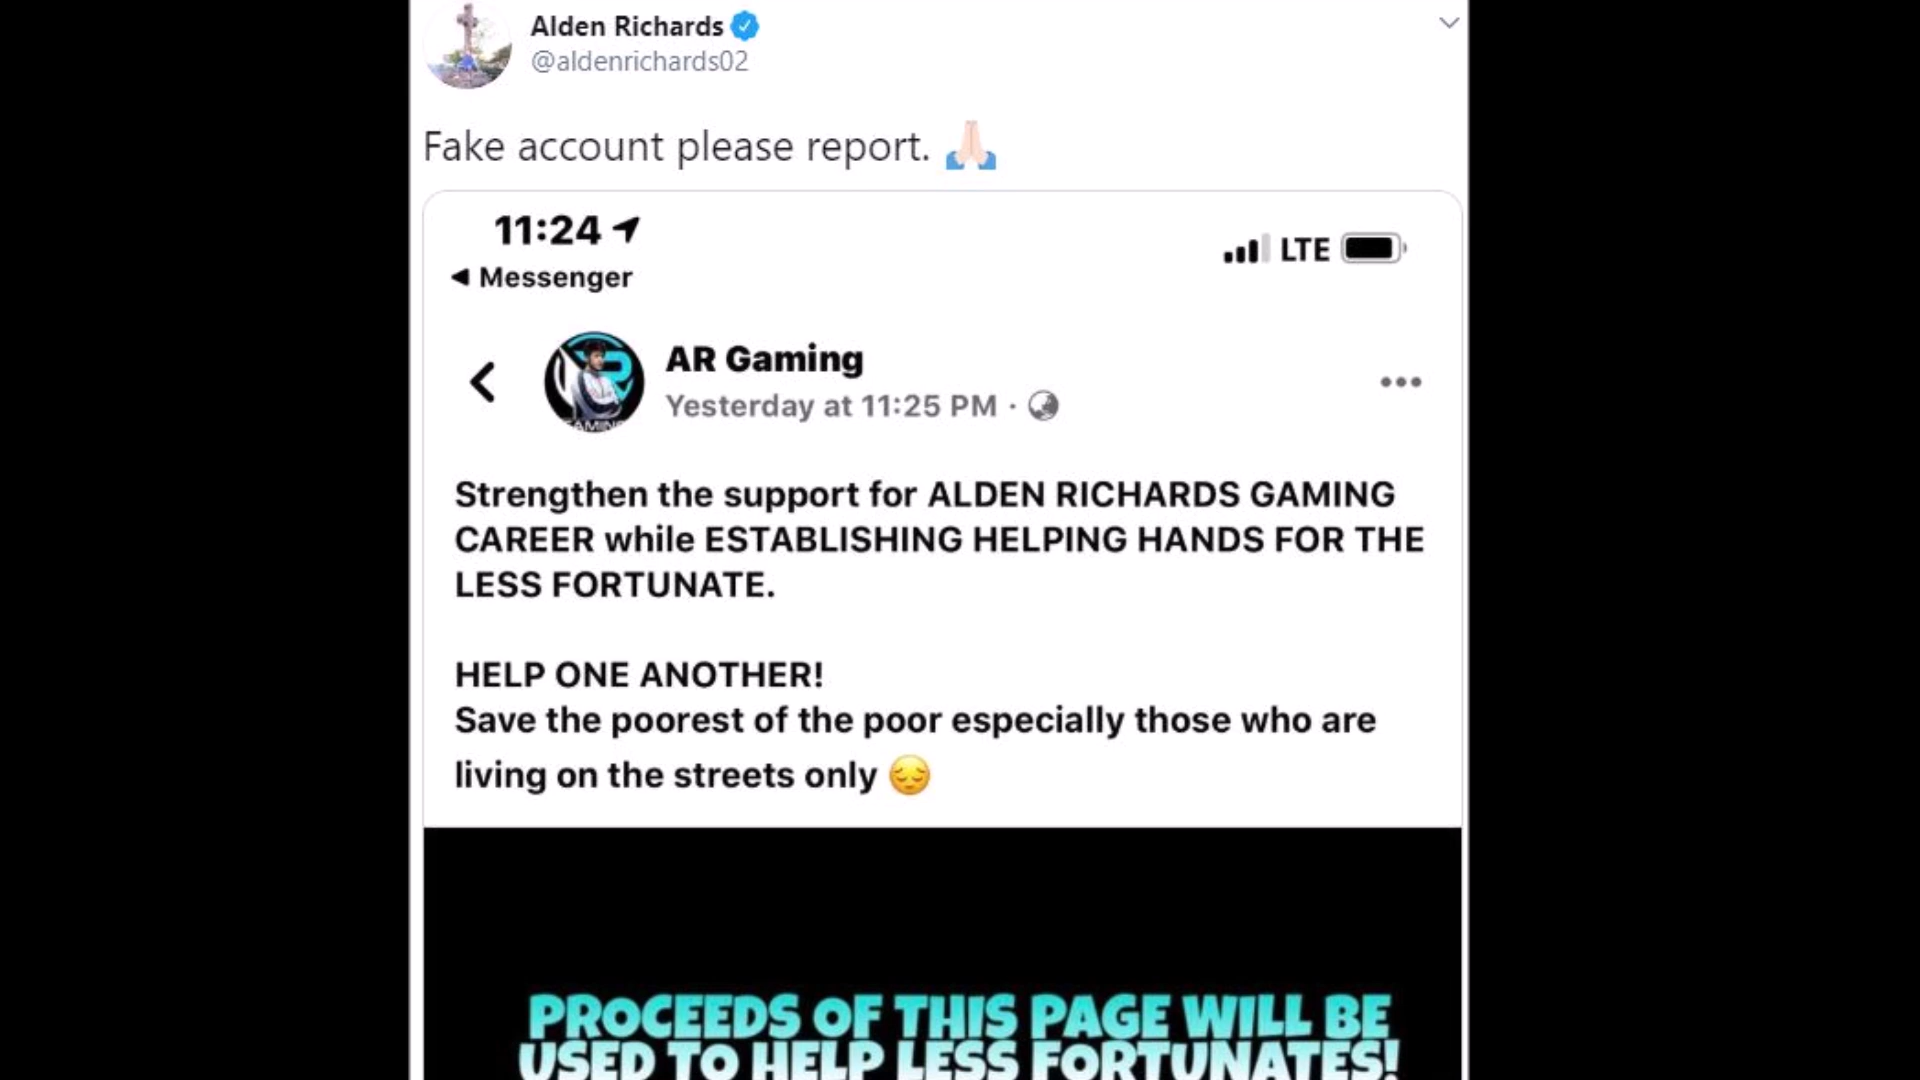 Alden Richards
@aldenrichards02
Fake account please report. 🙏🏻
11:24
LTE
◀ Messenger
AR Gaming
Yesterday at 11:25 PM ·
Strengthen the support for ALDEN RICHARDS GAMING
CAREER while ESTABLISHING HELPING HANDS FOR THE
LESS FORTUNATE.
HELP ONE ANOTHER!
Save the poorest of the poor especially those who are
living on the streets only 😔
PROCEEDS OF THIS PAGE WILL BE
USED TO HELP LESS FORTUNATES!